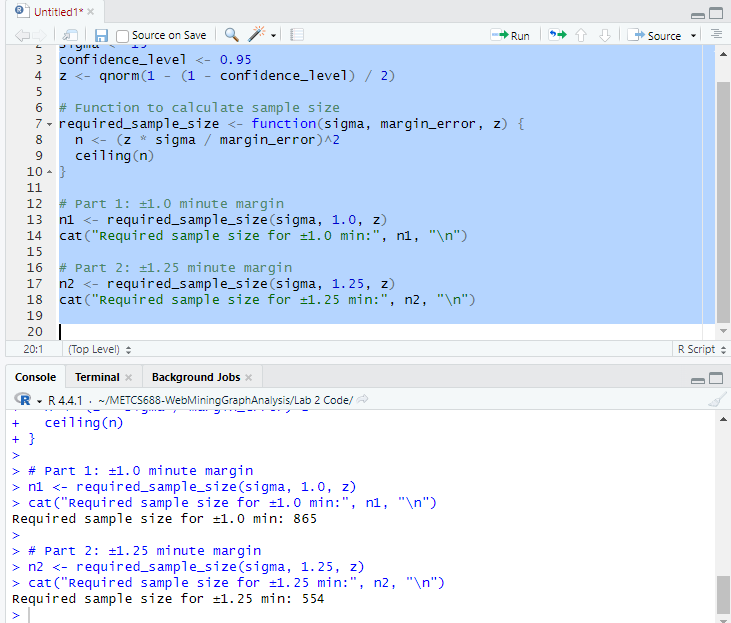 Untitled1*
Source on Save
Run
Source
2 sigma <- 15
3 confidence_level <- 0.95
4 z <- qnorm(1 - (1 - confidence_level) / 2)
5
6 # Function to calculate sample size
7 required_sample_size <- function(sigma, margin_error, z) {
8   n <- (z * sigma / margin_error)^2
9   ceiling(n)
10 }
11
12 # Part 1: ±1.0 minute margin
13 n1 <- required_sample_size(sigma, 1.0, z)
14 cat("Required sample size for ±1.0 min:", n1, "\n")
15
16 # Part 2: ±1.25 minute margin
17 n2 <- required_sample_size(sigma, 1.25, z)
18 cat("Required sample size for ±1.25 min:", n2, "\n")
19
20
20:1 (Top Level) R Script
Console Terminal Background Jobs
R R 4.4.1 · ~/METCS688-WebMiningGraphAnalysis/Lab 2 Code/
+   n <- (z * sigma / margin_error)^2
+   ceiling(n)
+ }
>
> # Part 1: ±1.0 minute margin
> n1 <- required_sample_size(sigma, 1.0, z)
> cat("Required sample size for ±1.0 min:", n1, "\n")
Required sample size for ±1.0 min: 865
>
> # Part 2: ±1.25 minute margin
> n2 <- required_sample_size(sigma, 1.25, z)
> cat("Required sample size for ±1.25 min:", n2, "\n")
Required sample size for ±1.25 min: 554
>